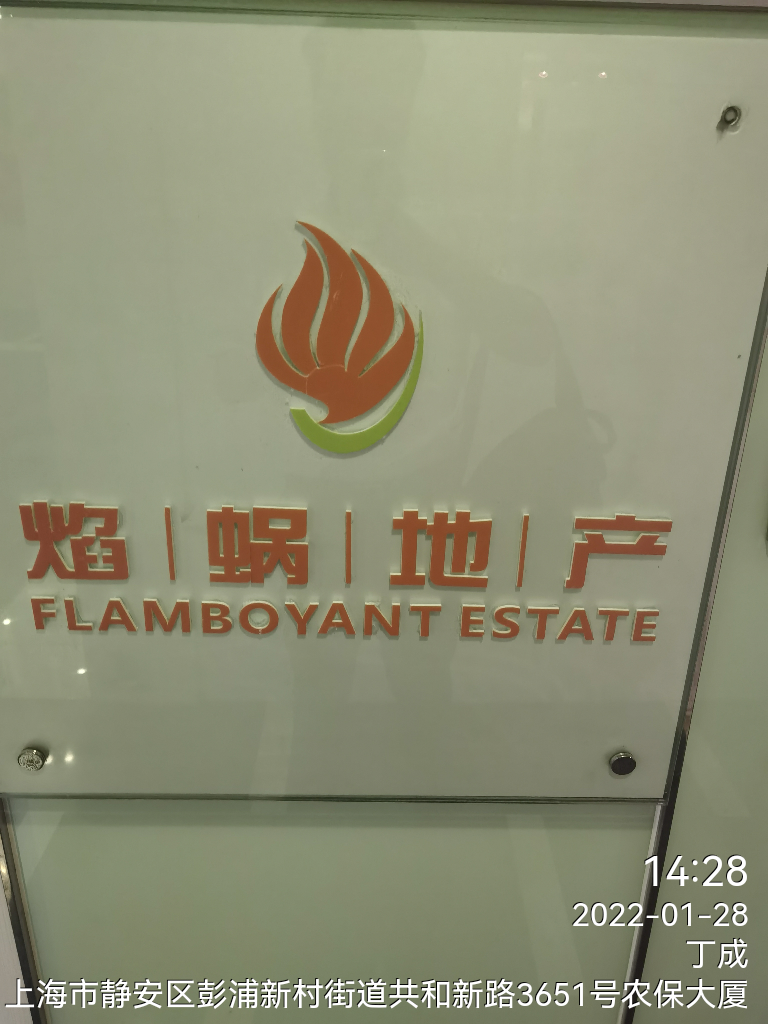 焰|蜗|地|产
FLAMBOYANT ESTATE
14:28
2022-01-28
丁成
上海市静安区彭浦新村街道共和新路3651号农保大厦